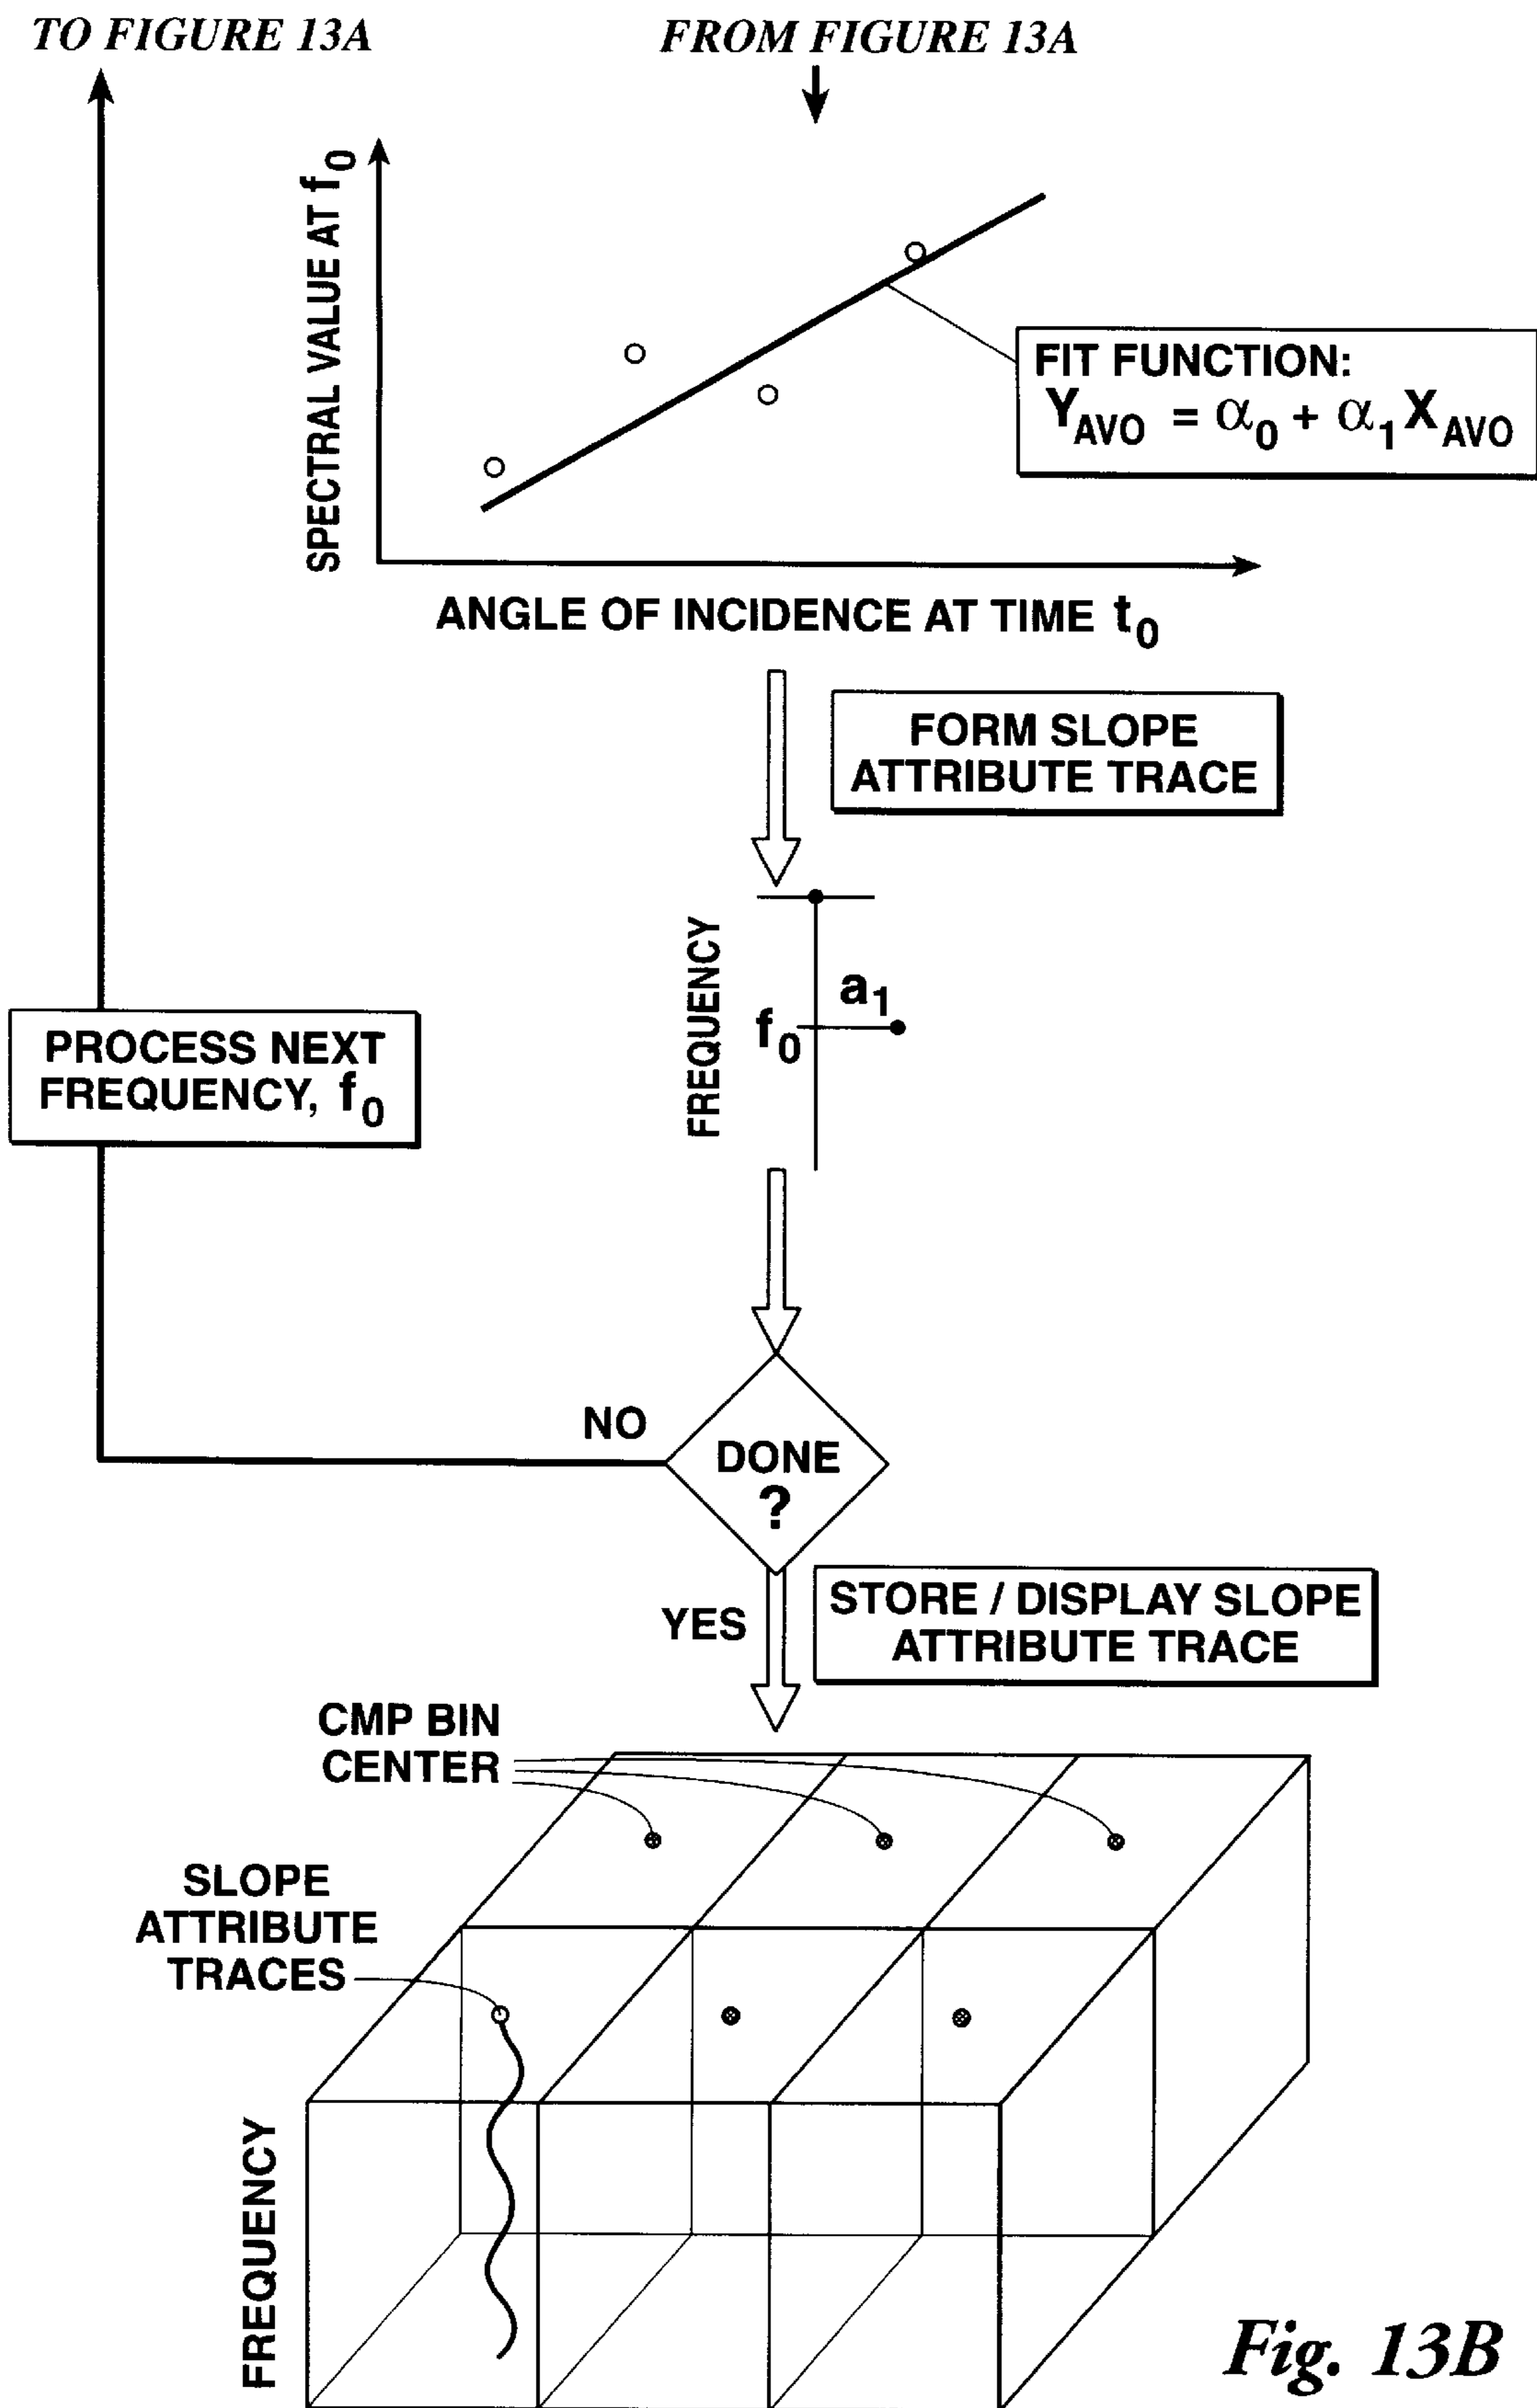 TO FIGURE 13A
FROM FIGURE 13A
SPECTRAL VALUE AT f0
FIT FUNCTION:
YAVO = α0 + α1XAVO
ANGLE OF INCIDENCE AT TIME t0
FORM SLOPE
ATTRIBUTE TRACE
FREQUENCY
a1
f0
PROCESS NEXT
FREQUENCY, f0
NO
DONE
?
YES
STORE / DISPLAY SLOPE
ATTRIBUTE TRACE
CMP BIN
CENTER
SLOPE
ATTRIBUTE
TRACES
FREQUENCY
Fig. 13B